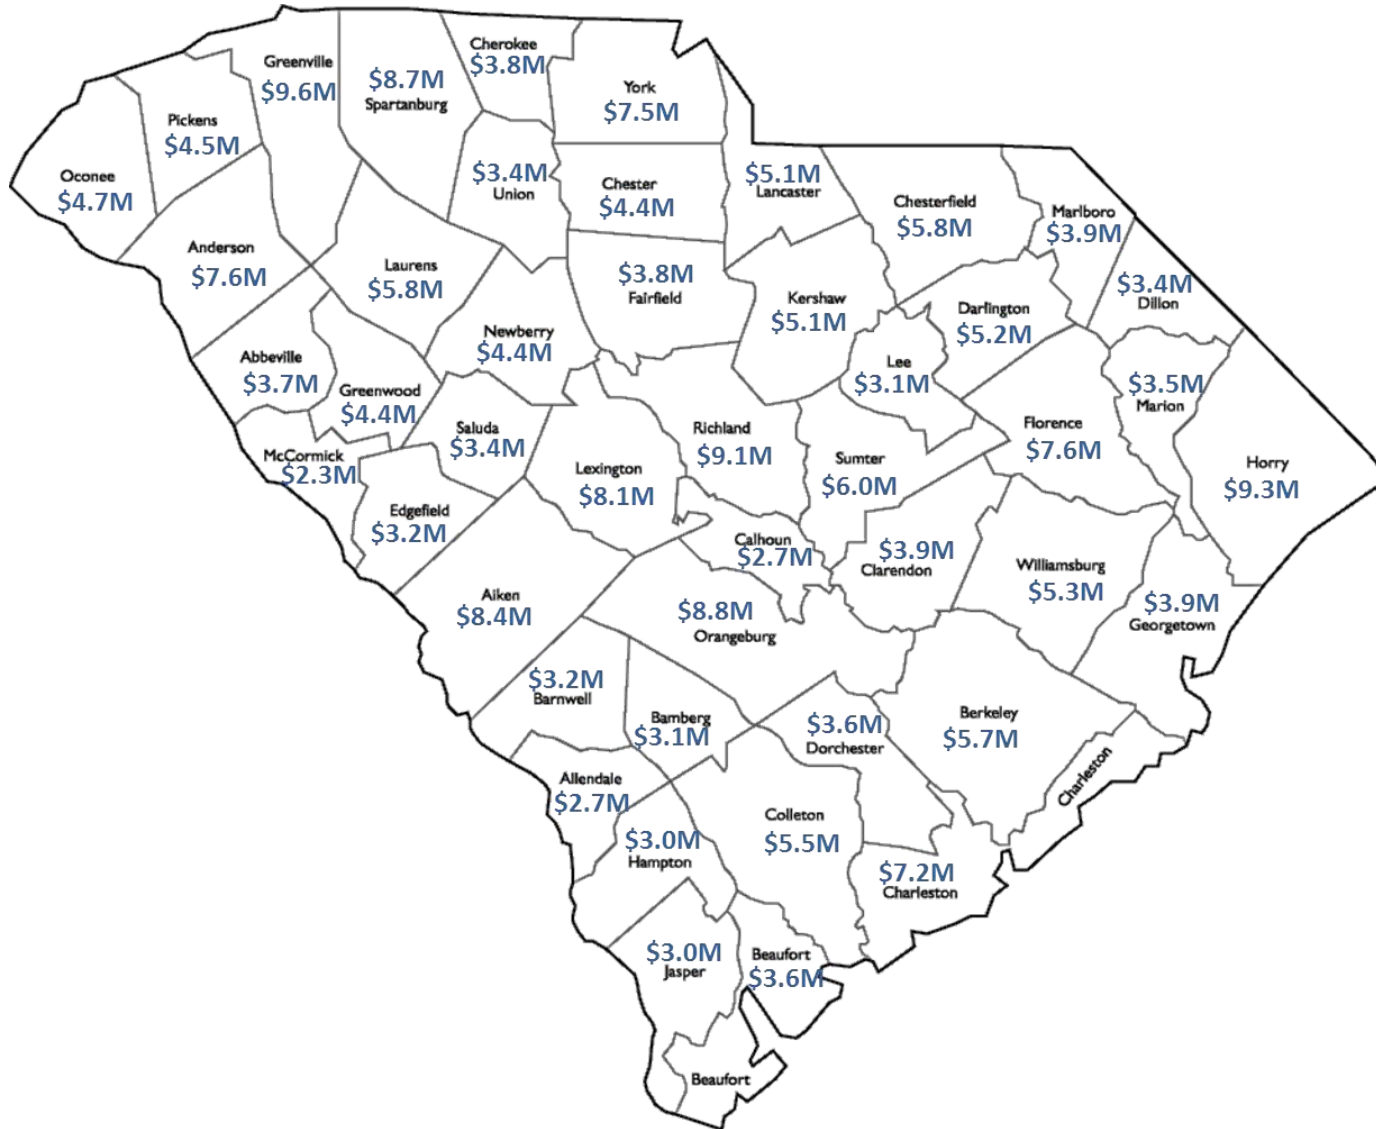 Cherokee
$3.8M
Greenville
$9.6M
$8.7M
Spartanburg
York
$7.5M
Pickens
$4.5M
Oconee
$4.7M
$3.4M
Union
Chester
$4.4M
$5.1M
Lancaster
Chesterfield
$5.8M
Marlboro
$3.9M
Anderson
$7.6M
Laurens
$5.8M
$3.8M
Fairfield
Kershaw
$5.1M
Darlington
$5.2M
$3.4M
Dillon
Newberry
$4.4M
Abbeville
$3.7M
Greenwood
$4.4M
Lee
$3.1M
$3.5M
Marion
Saluda
$3.4M
Richland
$9.1M
Florence
$7.6M
McCormick
$2.3M
Lexington
$8.1M
Sumter
$6.0M
Horry
$9.3M
Edgefield
$3.2M
Calhoun
$2.7M
$3.9M
Clarendon
Williamsburg
$5.3M
Aiken
$8.4M
$8.8M
Orangeburg
$3.9M
Georgetown
$3.2M
Barnwell
Bamberg
$3.1M
$3.6M
Dorchester
Berkeley
$5.7M
Charleston
Allendale
$2.7M
Colleton
$5.5M
$3.0M
Hampton
$7.2M
Charleston
$3.0M
Jasper
Beaufort
$3.6M
Beaufort